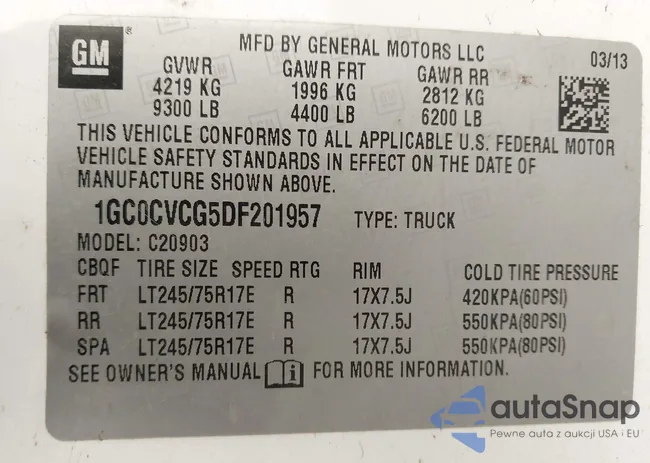 GM
MFD BY GENERAL MOTORS LLC
03/13
GVWR GAWR FRT GAWR RR
4219 KG 1996 KG 2812 KG
9300 LB 4400 LB 6200 LB
THIS VEHICLE CONFORMS TO ALL APPLICABLE U.S. FEDERAL MOTOR
VEHICLE SAFETY STANDARDS IN EFFECT ON THE DATE OF
MANUFACTURE SHOWN ABOVE.
1GC0CVCG5DF201957 TYPE: TRUCK
MODEL: C20903
CBQF TIRE SIZE SPEED RTG RIM COLD TIRE PRESSURE
FRT LT245/75R17E R 17X7.5J 420KPA(60PSI)
RR LT245/75R17E R 17X7.5J 550KPA(80PSI)
SPA LT245/75R17E R 17X7.5J 550KPA(80PSI)
SEE OWNER'S MANUAL FOR MORE INFORMATION.
autaSnap
Pewne auta z aukcji USA i EU